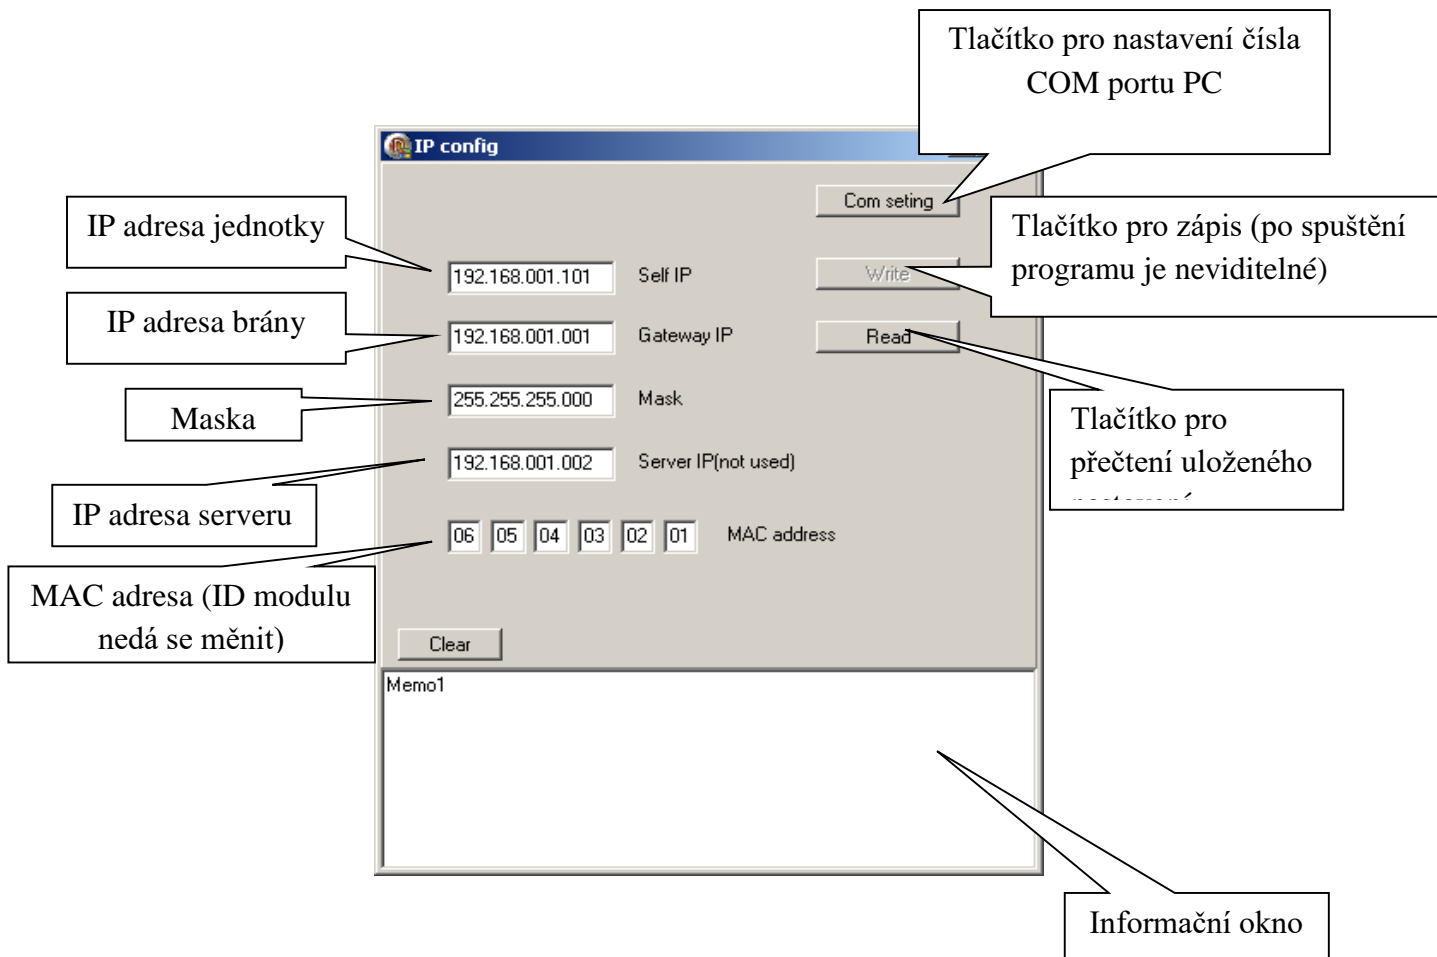 Tlačítko pro nastavení čísla
COM portu PC
IP config
Com seting
IP adresa jednotky
Tlačítko pro zápis (po spuštění
programu je neviditelné)
192.168.001.101 Self IP
Write
IP adresa brány
192.168.001.001 Gateway IP
Read
Maska
255.255.255.000 Mask
Tlačítko pro
přečtení uloženého
192.168.001.002 Server IP(not used)
IP adresa serveru
06 05 04 03 02 01 MAC address
MAC adresa (ID modulu
nedá se měnit)
Clear
Memo1
Informační okno